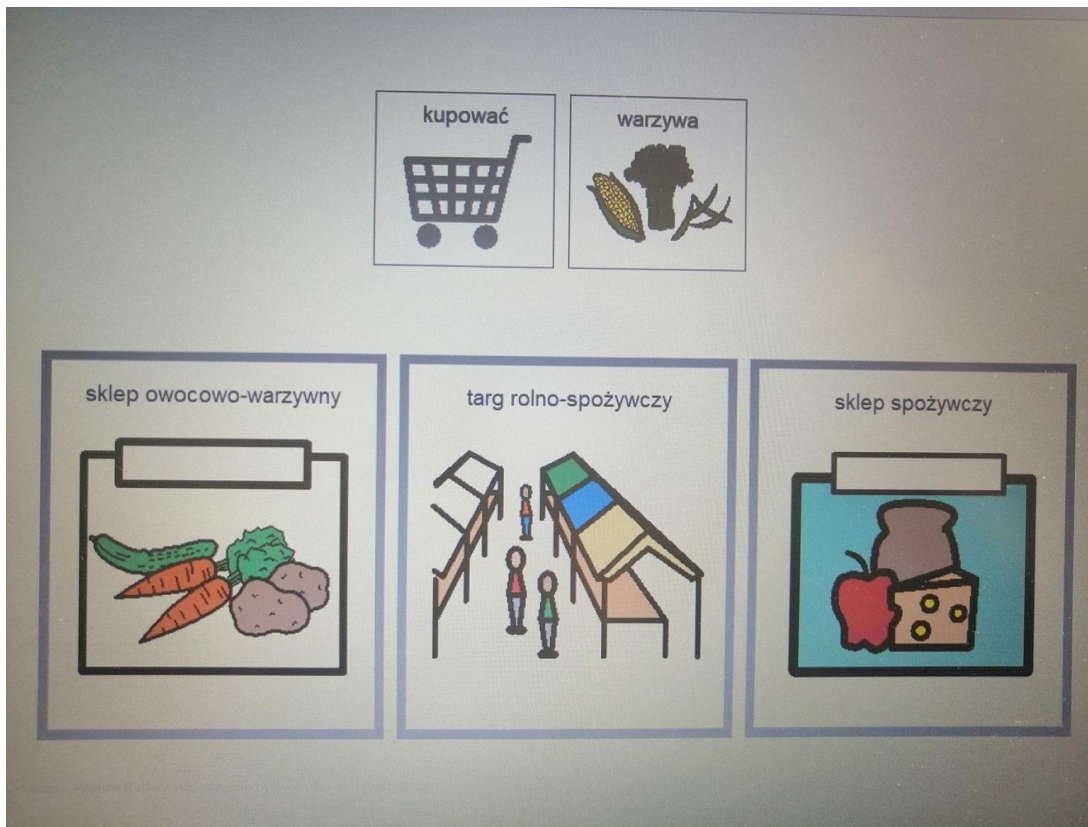 kupować
warzywa
sklep owocowo-warzywny
targ rolno-spożywczy
sklep spożywczy